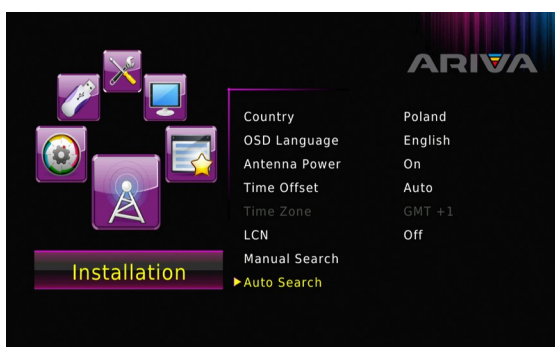 ARIVA
Country Poland
OSD Language English
Antenna Power On
Time Offset Auto
Time Zone GMT +1
LCN Off
Manual Search
Auto Search
Installation